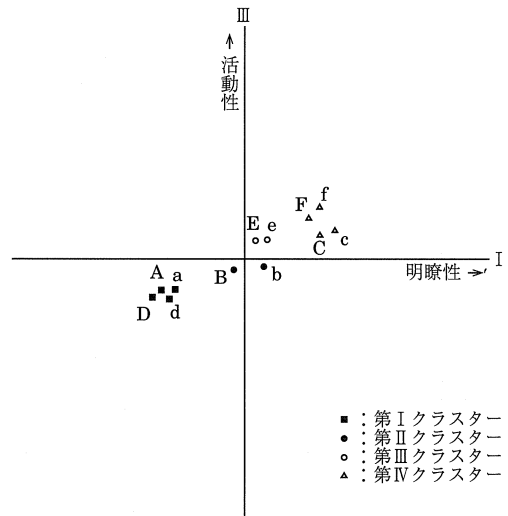 Ⅲ
↑
活動性
f
F
E e
c
C
Ⅰ
明瞭性→
B
b
A a
D d
■：第Ⅰクラスター
●：第Ⅱクラスター
○：第Ⅲクラスター
△：第Ⅳクラスター